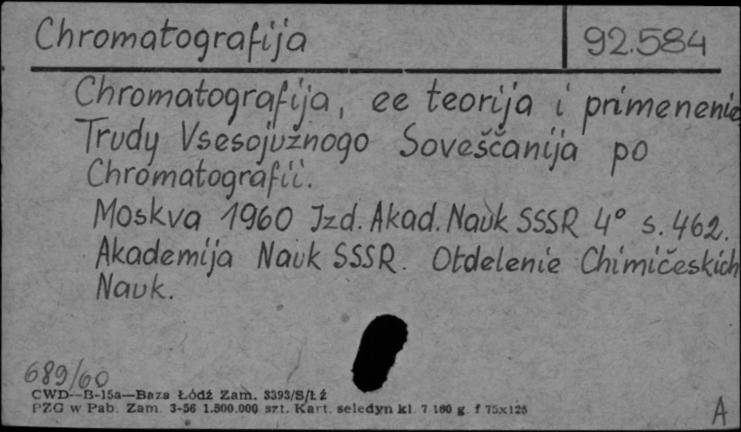 Chromatografija 92.584
Chromatografija, ee teorija i primenenie
Trudy Vsesojužnogo Soveščanija po
Chromatografii.
Moskva 1960 Izd. Akad. Nauk SSSR 4° s. 462.
Akademija Nauk SSSR. Otdelenie Chimičeskich
Nauk.
689/60
CWD—B-15a—Baza Łódź Zam. 3393/S/Łź
PZG w Pab. Zam. 3-56 1.500.000 szt. Kart. seledyn kl. 7 160 g. f 75x125
A